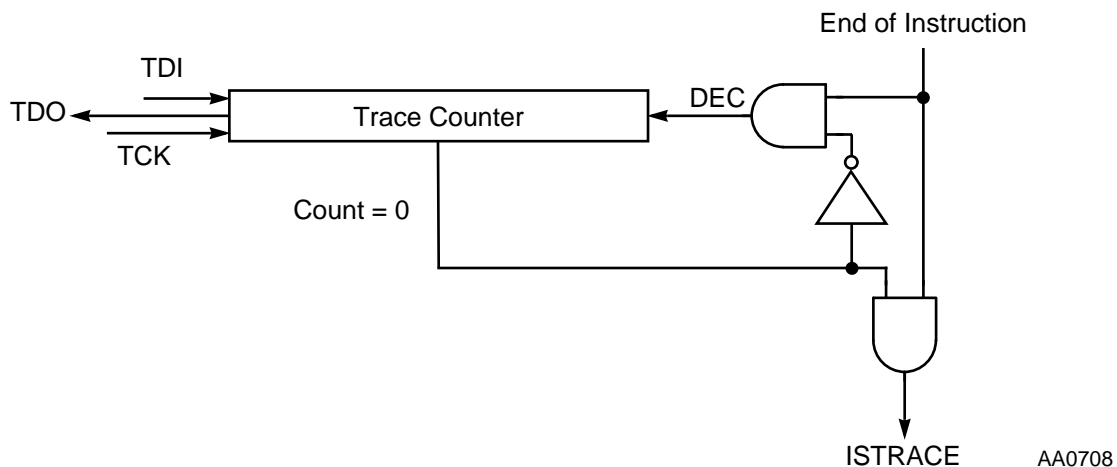 End of Instruction
TDI
DEC
TDO
Trace Counter
TCK
Count = 0
ISTRACE
AA0708